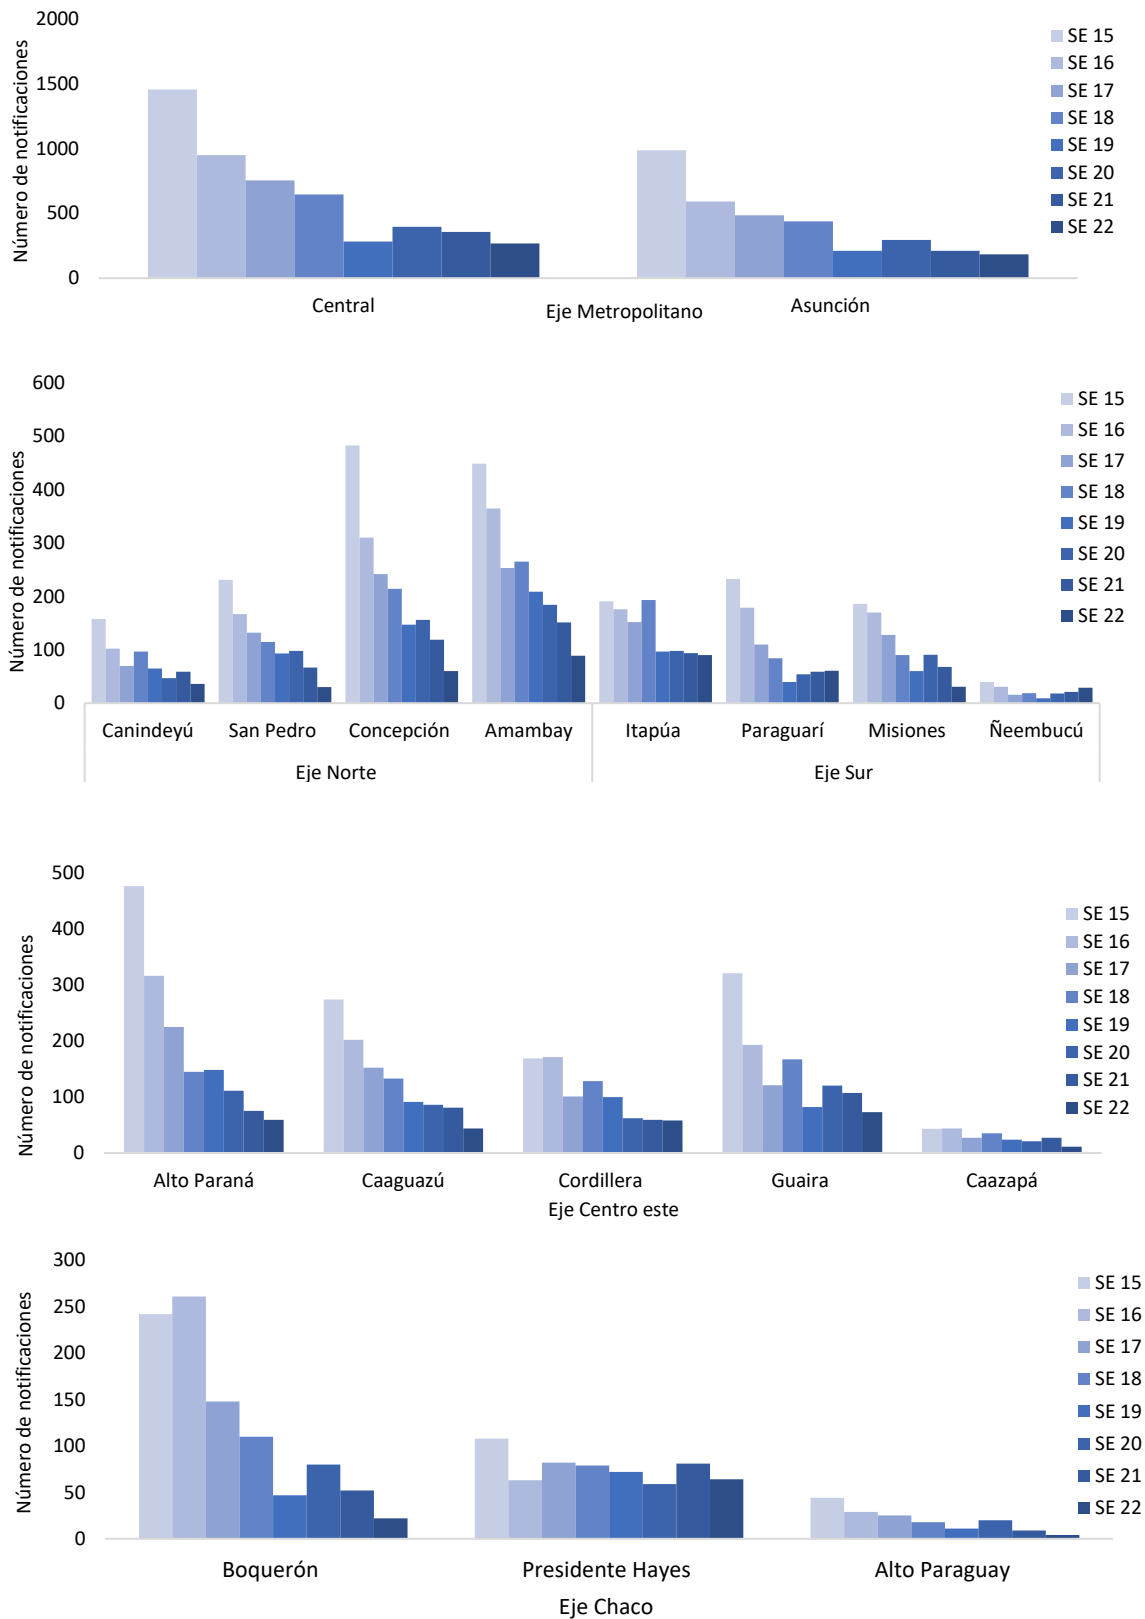 Número de notificaciones
2000
1500
1000
500
0
Central
Asunción
Eje Metropolitano
SE 15
SE 16
SE 17
SE 18
SE 19
SE 20
SE 21
SE 22
Número de notificaciones
600
500
400
300
200
100
0
Canindeyú San Pedro Concepción Amambay Itapúa Paraguarí Misiones Ñeembucú
Eje Norte Eje Sur
SE 15
SE 16
SE 17
SE 18
SE 19
SE 20
SE 21
SE 22
Número de notificaciones
500
400
300
200
100
0
Alto Paraná Caaguazú Cordillera Guaira Caazapá
Eje Centro este
SE 15
SE 16
SE 17
SE 18
SE 19
SE 20
SE 21
SE 22
Número de notificaciones
300
250
200
150
100
50
0
Boquerón Presidente Hayes Alto Paraguay
Eje Chaco
SE 15
SE 16
SE 17
SE 18
SE 19
SE 20
SE 21
SE 22